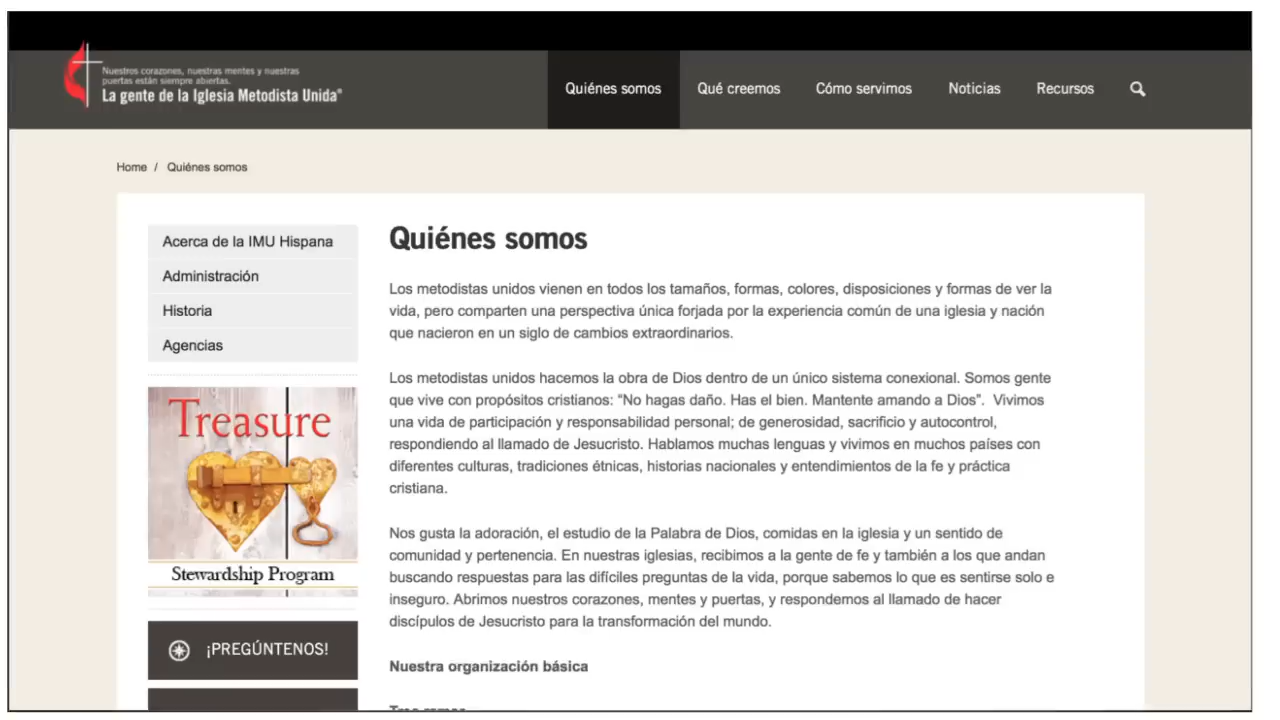 Nuestros corazones, nuestras mentes y nuestras
puertas están siempre abiertas.
La gente de la Iglesia Metodista Unida®
Quiénes somos
Qué creemos
Cómo servimos
Noticias
Recursos
Home / Quiénes somos
Acerca de la IMU Hispana
Administración
Historia
Agencias
Treasure
Stewardship Program
¡PREGÚNTENOS!
Quiénes somos
Los metodistas unidos vienen en todos los tamaños, formas, colores, disposiciones y formas de ver la
vida, pero comparten una perspectiva única forjada por la experiencia común de una iglesia y nación
que nacieron en un siglo de cambios extraordinarios.
Los metodistas unidos hacemos la obra de Dios dentro de un único sistema conexional. Somos gente
que vive con propósitos cristianos: “No hagas daño. Has el bien. Mantente amando a Dios”. Vivimos
una vida de participación y responsabilidad personal; de generosidad, sacrificio y autocontrol,
respondiendo al llamado de Jesucristo. Hablamos muchas lenguas y vivimos en muchos países con
diferentes culturas, tradiciones étnicas, historias nacionales y entendimientos de la fe y práctica
cristiana.
Nos gusta la adoración, el estudio de la Palabra de Dios, comidas en la iglesia y un sentido de
comunidad y pertenencia. En nuestras iglesias, recibimos a la gente de fe y también a los que andan
buscando respuestas para las difíciles preguntas de la vida, porque sabemos lo que es sentirse solo e
inseguro. Abrimos nuestros corazones, mentes y puertas, y respondemos al llamado de hacer
discípulos de Jesucristo para la transformación del mundo.
Nuestra organización básica